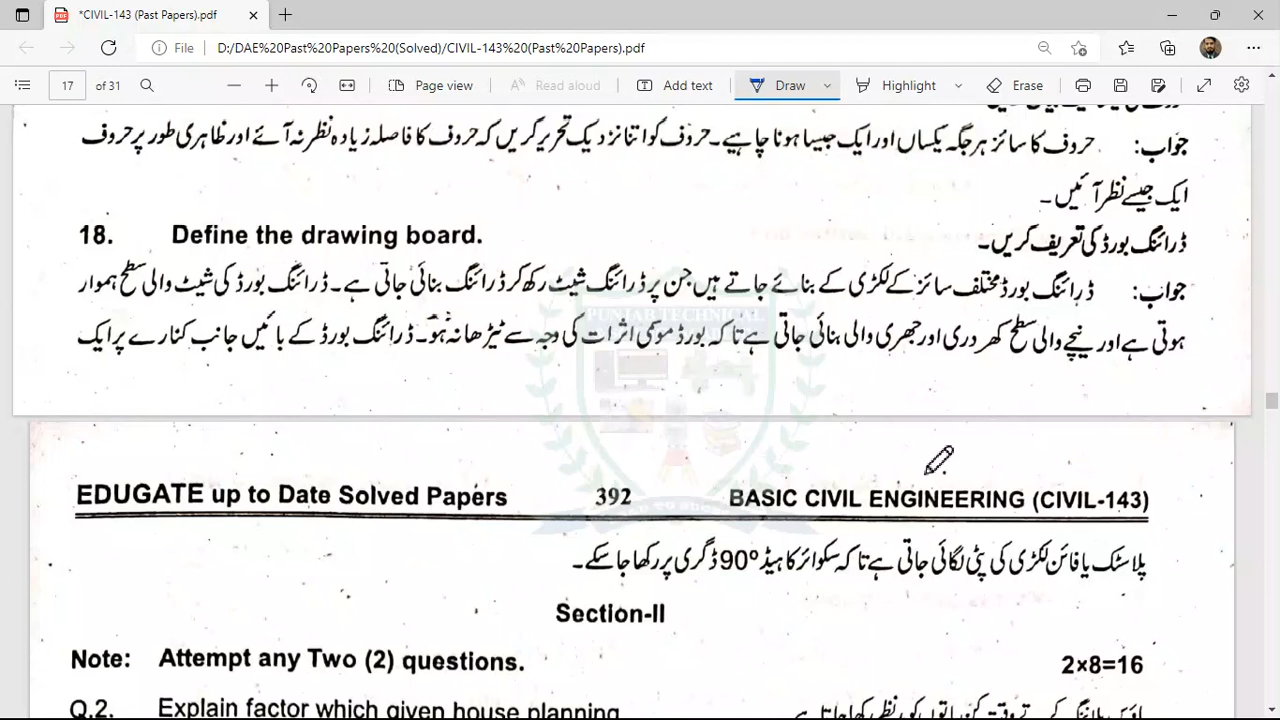 *CIVIL-143 (Past Papers).pdf
File D:/DAE%20Past%20Papers%20(Solved)/CIVIL-143%20(Past%20Papers).pdf
17 of 31 Page view Read aloud Add text Draw Highlight Erase
جواب: حروف کا سائز ہر جگہ یکساں اور ایک جیسا ہونا چاہیے۔ حروف کو اتنا نزدیک تحریر کریں کہ حروف کا فاصلہ زیادہ نظر نہ آئے اور ظاہری طور پر حروف
ایک جیسے نظر آئیں۔
18. Define the drawing board. ڈرائنگ بورڈ کی تعریف کریں۔
جواب: ڈرائنگ بورڈ مختلف سائز کے لکڑی کے بنائے جاتے ہیں جن پر ڈرائنگ شیٹ رکھ کر ڈرائنگ بنائی جاتی ہے۔ ڈرائنگ بورڈ کی شیٹ والی سطح ہموار
ہوتی ہے اور نیچے والی سطح کھردری اور جھری والی بنائی جاتی ہے تا کہ بورڈ موسمی اثرات کی وجہ سے ٹیڑھا نہ ہو۔ ڈرائنگ بورڈ کے بائیں جانب کنارے پر ایک
PUNJAB TECHNICAL
EDUGATE up to Date Solved Papers 392 BASIC CIVIL ENGINEERING (CIVIL-143)
پلاسٹک یا فائن لکڑی کی پٹی لگائی جاتی ہے تا کہ سکوائر کا ہیڈ 90° ڈگری پر رکھا جا سکے۔
Section-II
Note: Attempt any Two (2) questions. 2×8=16
Q.2. Explain factor which given house planning